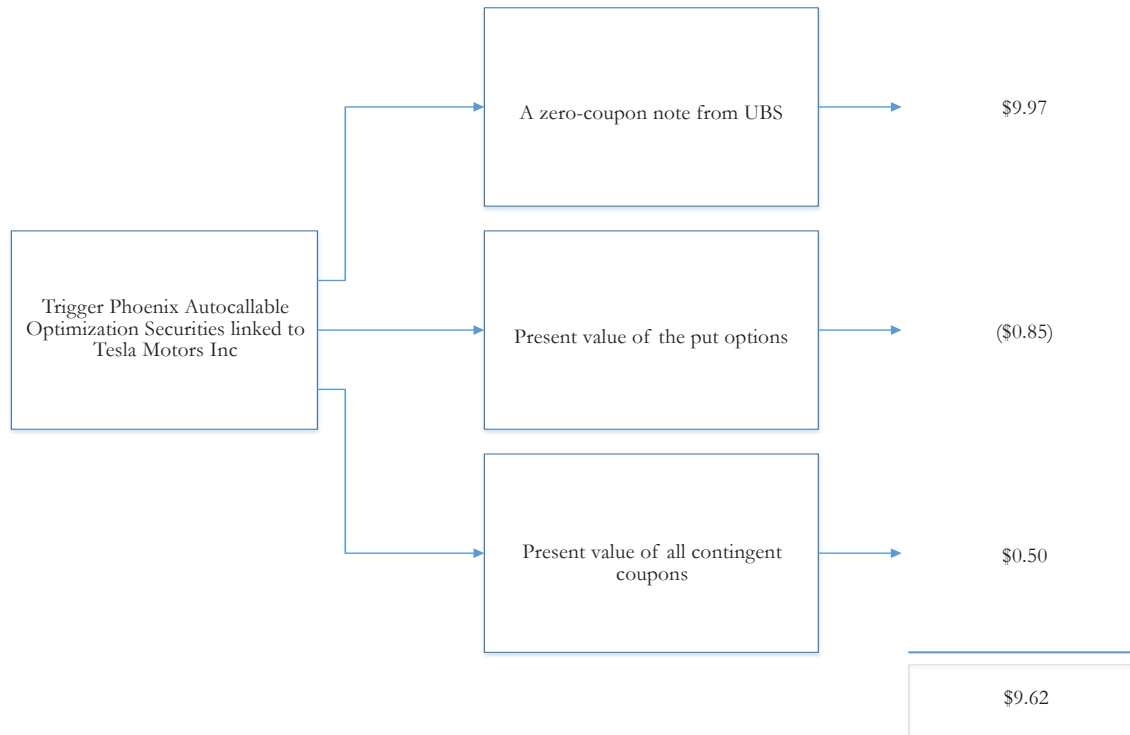 A zero-coupon note from UBS
$9.97
Trigger Phoenix Autocallable
Optimization Securities linked to
Tesla Motors Inc
Present value of the put options
($0.85)
Present value of all contingent
coupons
$0.50
$9.62